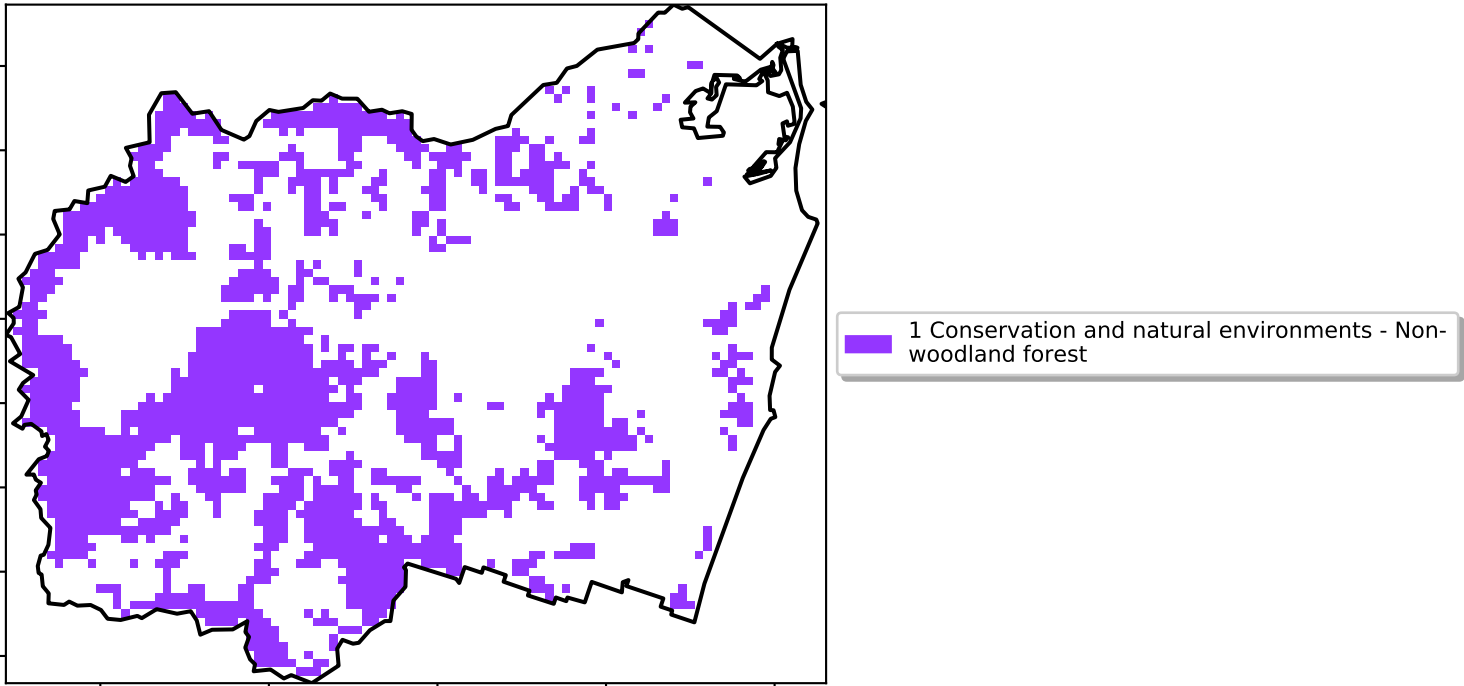 1 Conservation and natural environments - Non-
woodland forest